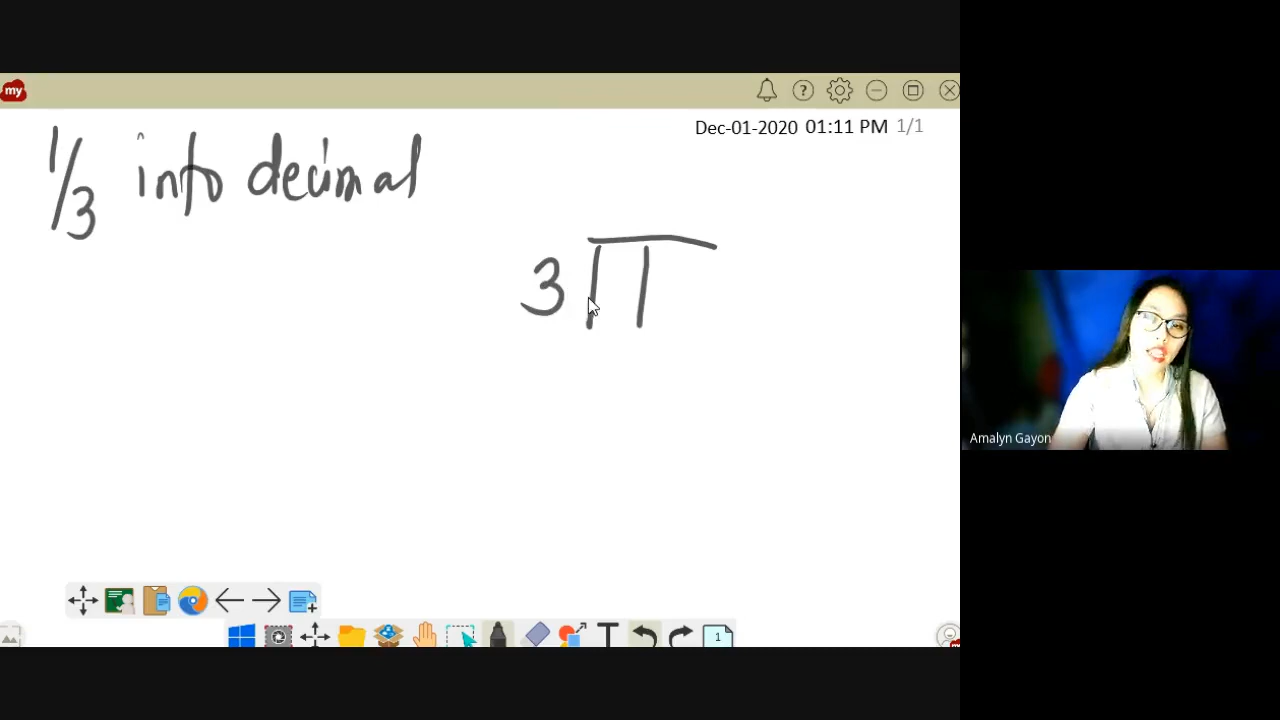 my
Dec-01-2020 01:11 PM 1/1
1/3 into decimal
3 1
Amalyn Gayon
1